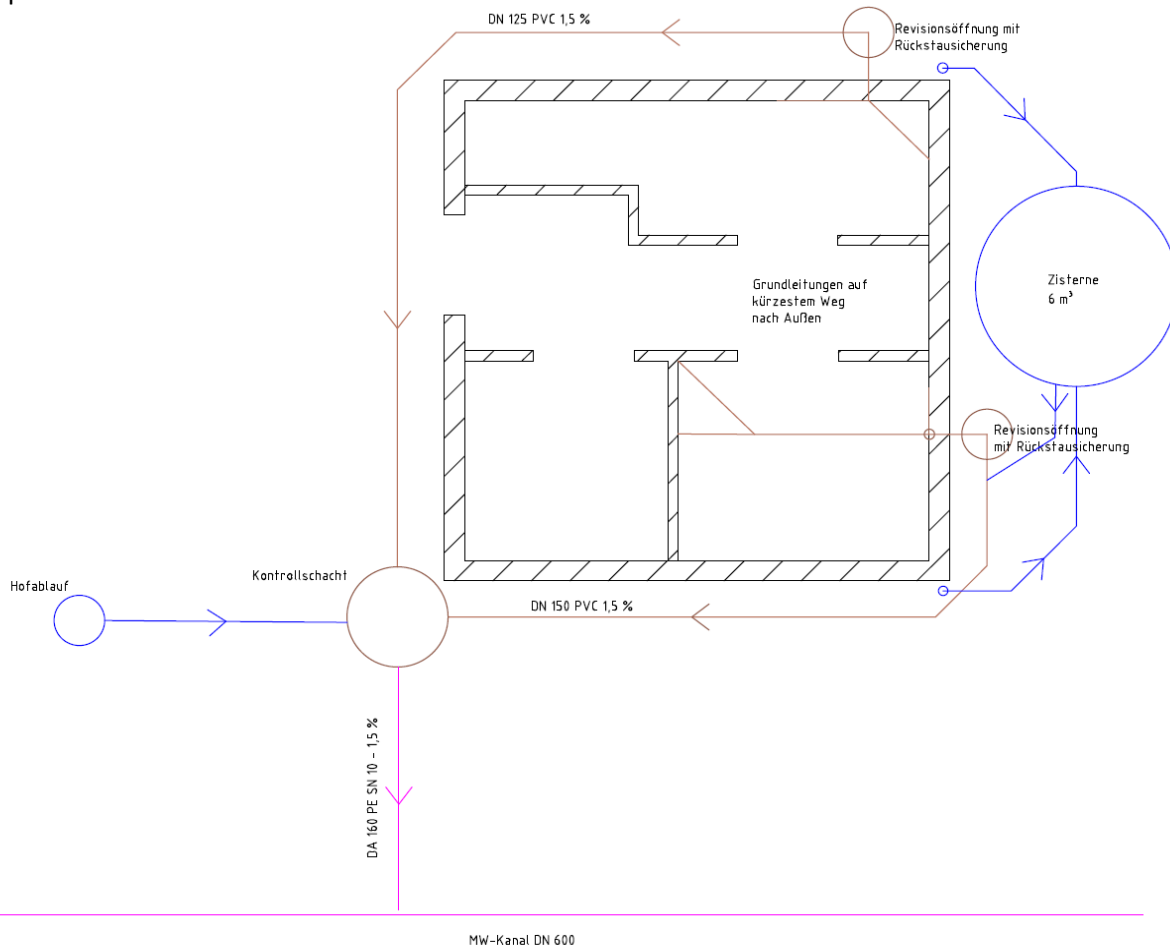 DN 125 PVC 1,5 %
Revisionsöffnung mit
Rückstausicherung
Zisterne
6 m³
Grundleitungen auf
kürzestem Weg
nach Außen
Revisionsöffnung
mit Rückstausicherung
Kontrollschacht
Hofablauf
DN 150 PVC 1,5 %
DA 160 PE SN 10 - 1,5 %
MW-Kanal DN 600